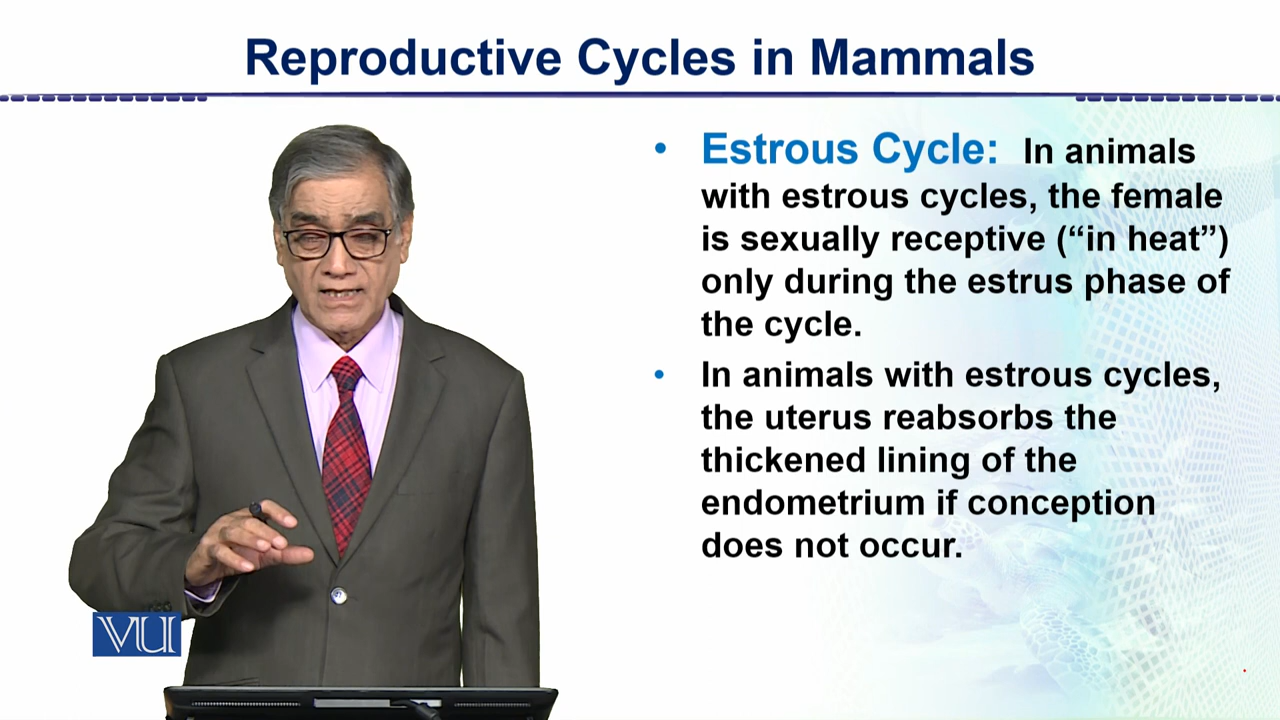 Reproductive Cycles in Mammals
• Estrous Cycle: In animals
with estrous cycles, the female
is sexually receptive (“in heat”)
only during the estrus phase of
the cycle.
• In animals with estrous cycles,
the uterus reabsorbs the
thickened lining of the
endometrium if conception
does not occur.
VU